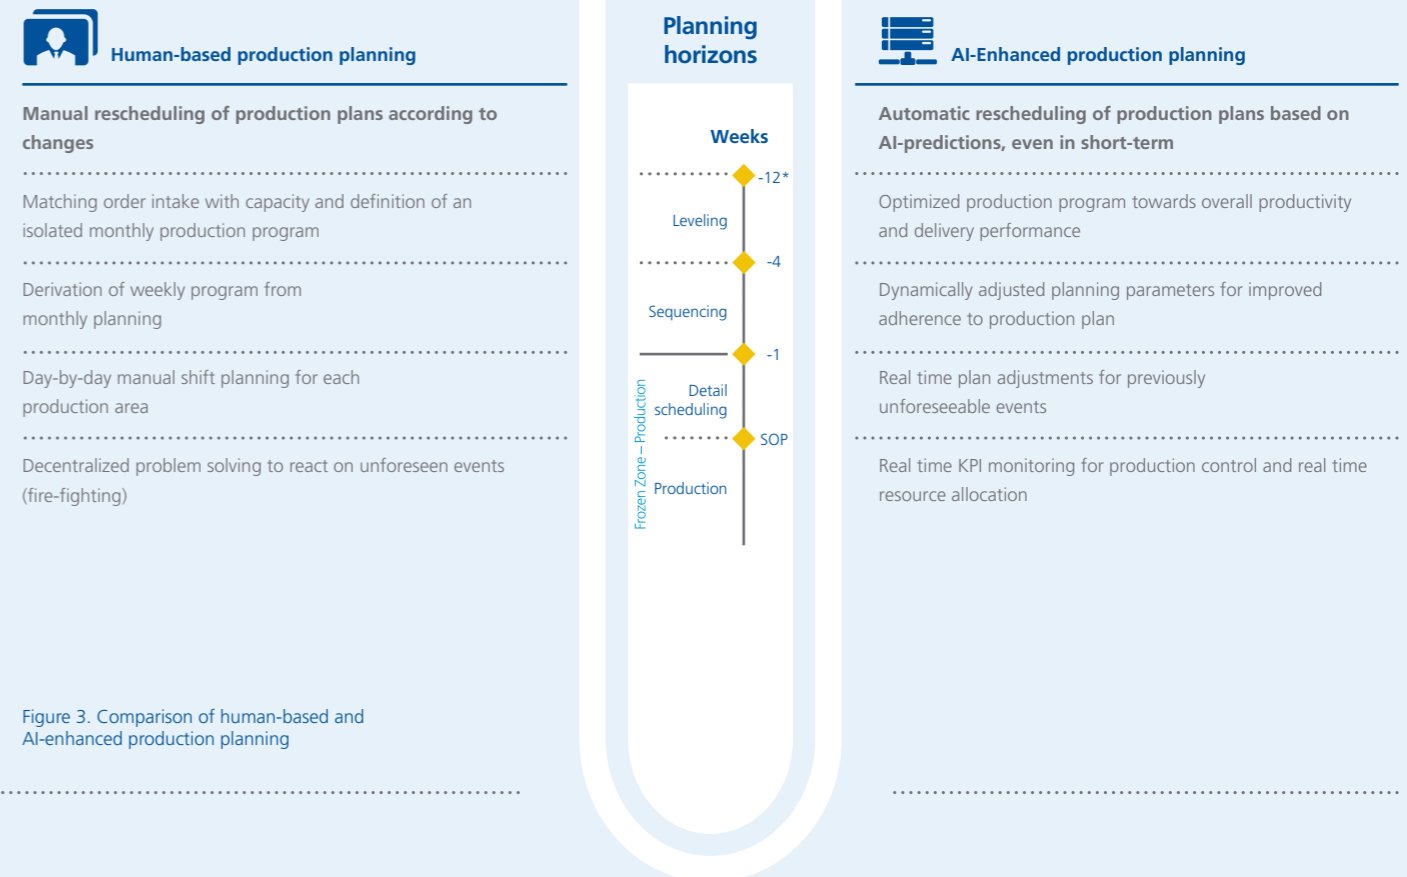 Human-based production planning
Manual rescheduling of production plans according to
changes
Matching order intake with capacity and definition of an
isolated monthly production program
Derivation of weekly program from
monthly planning
Day-by-day manual shift planning for each
production area
Decentralized problem solving to react on unforeseen events
(fire-fighting)
Figure 3. Comparison of human-based and
AI-enhanced production planning
Planning
horizons
Weeks
-12*
Leveling
-4
Sequencing
-1
Detail
scheduling
SOP
Production
Frozen Zone – Production
AI-Enhanced production planning
Automatic rescheduling of production plans based on
AI-predictions, even in short-term
Optimized production program towards overall productivity
and delivery performance
Dynamically adjusted planning parameters for improved
adherence to production plan
Real time plan adjustments for previously
unforeseeable events
Real time KPI monitoring for production control and real time
resource allocation